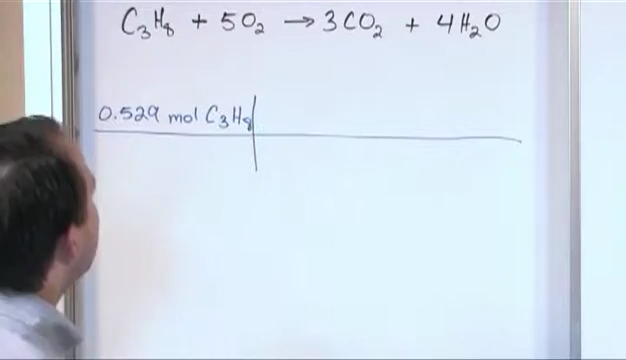 C₃H₈ + 5O₂ → 3CO₂ + 4H₂O
0.529 mol C₃H₈